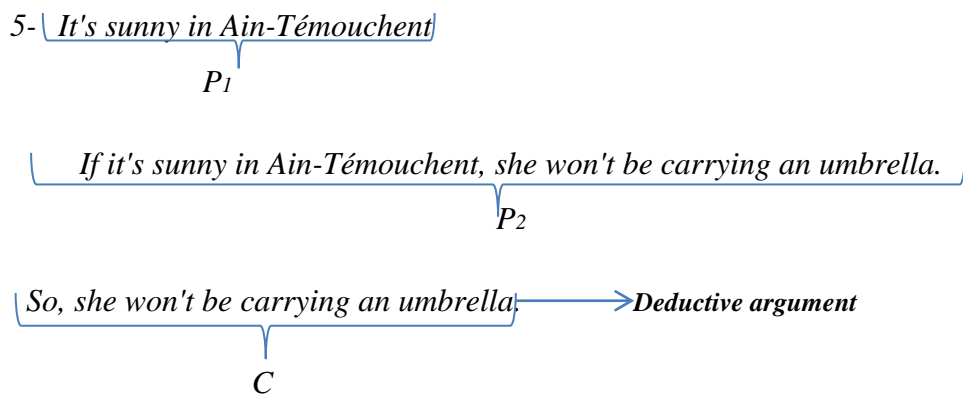 5- It's sunny in Ain-Témouchent
P1
If it's sunny in Ain-Témouchent, she won't be carrying an umbrella.
P2
So, she won't be carrying an umbrella. Deductive argument
C